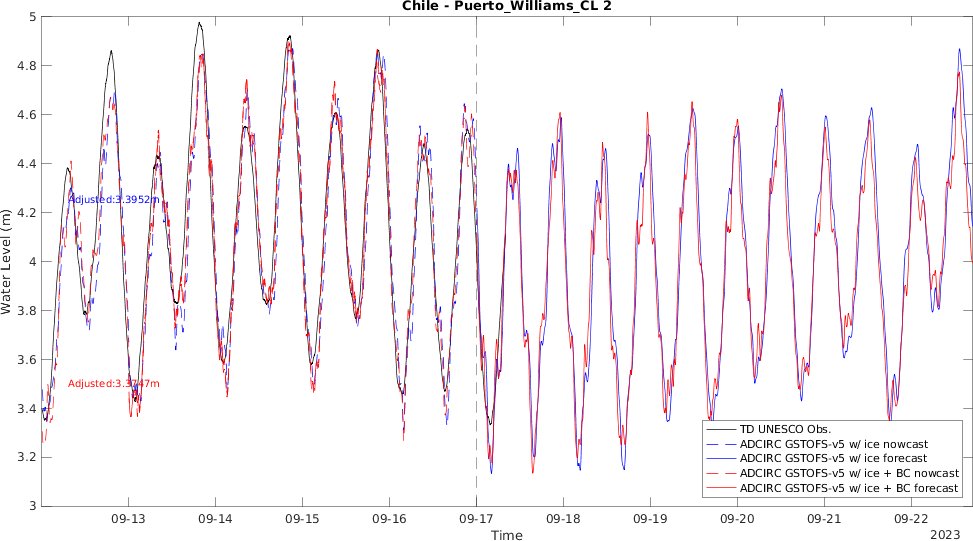 Chile - Puerto_Williams_CL 2
Water Level (m)
5
4.8
4.6
4.4
4.2
4
3.8
3.6
3.4
3.2
3
Adjusted:3.3952m
Adjusted:3.3747m
TD UNESCO Obs.
ADCIRC GSTOFS-v5 w/ ice nowcast
ADCIRC GSTOFS-v5 w/ ice forecast
ADCIRC GSTOFS-v5 w/ ice + BC nowcast
ADCIRC GSTOFS-v5 w/ ice + BC forecast
09-13 09-14 09-15 09-16 09-17 09-18 09-19 09-20 09-21 09-22
Time
2023